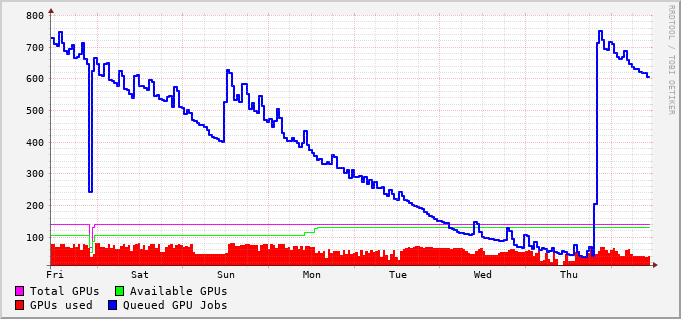 800
700
600
500
400
300
200
100
Fri Sat Sun Mon Tue Wed Thu
Total GPUs Available GPUs
GPUs used Queued GPU Jobs
RRDTOOL / TOBI OETIKER